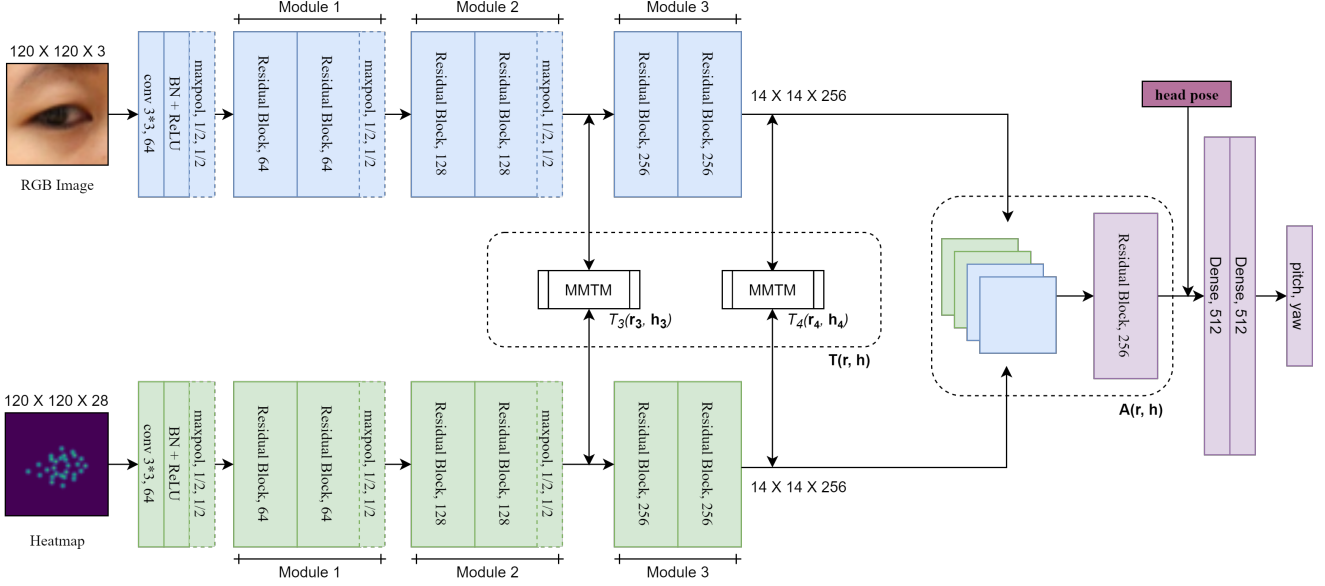 Module 1
Module 2
Module 3
120 X 120 X 3
conv 3*3, 64
BN + ReLU
maxpool, 1/2, 1/2
Residual Block, 64
Residual Block, 64
maxpool, 1/2, 1/2
Residual Block, 128
Residual Block, 128
maxpool, 1/2, 1/2
Residual Block, 256
Residual Block, 256
14 X 14 X 256
RGB Image
head pose
MMTM
T3(r3, h3)
MMTM
T4(r4, h4)
T(r, h)
Residual Block, 256
A(r, h)
Dense, 512
Dense, 512
pitch, yaw
120 X 120 X 28
conv 3*3, 64
BN + ReLU
maxpool, 1/2, 1/2
Residual Block, 64
Residual Block, 64
maxpool, 1/2, 1/2
Residual Block, 128
Residual Block, 128
maxpool, 1/2, 1/2
Residual Block, 256
Residual Block, 256
14 X 14 X 256
Heatmap
Module 1
Module 2
Module 3